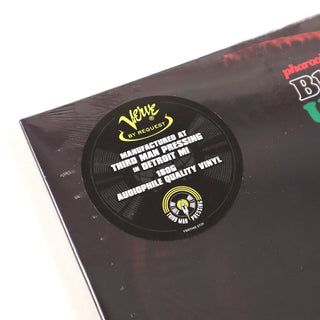 Verve
BY REQUEST
MANUFACTURED AT
THIRD MAN PRESSING
IN DETROIT MI
180G
AUDIOPHILE QUALITY VINYL
THIRD MAN PRESSING
pharoah